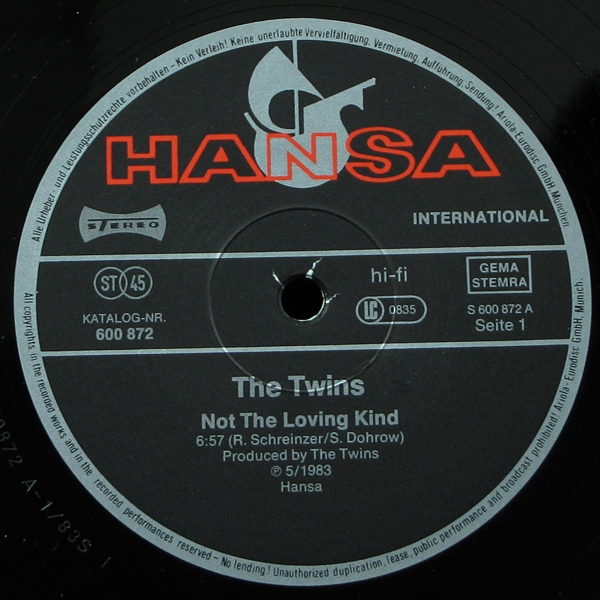 Alle Urheber- und Leistungsschutzrechte vorbehalten – Kein Verleih! Keine unerlaubte Vervielfältigung, Vermietung, Aufführung, Sendung! Ariola-Eurodisc GmbH München
HANSA
INTERNATIONAL
STEREO
ST 45
hi-fi
GEMA
STEMRA
KATALOG-NR.
600 872
LC 0835
S 600 872 A
Seite 1
The Twins
Not The Loving Kind
6:57 (R. Schreinzer/S. Dohrow)
Produced by The Twins
℗ 5/1983
Hansa
All copyrights in the recorded works and in the recorded performances reserved – No lending! Unauthorized duplication, lease, public performance and broadcast prohibited! Ariola-Eurodisc GmbH, Munich.
0872 A-1/83S 1